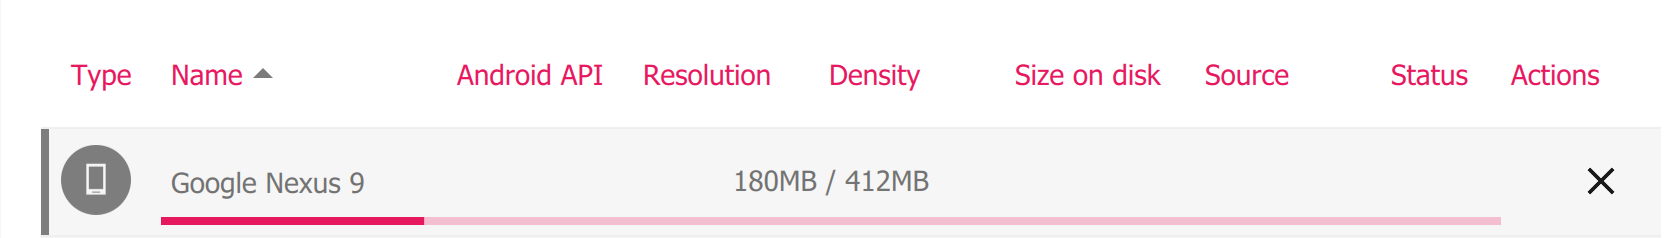 Type Name Android API Resolution Density Size on disk Source Status Actions
Google Nexus 9 180MB / 412MB